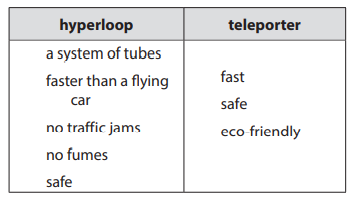 hyperloop teleporter
a system of tubes
faster than a flying
car
no traffic jams
no fumes
safe
fast
safe
eco-friendly